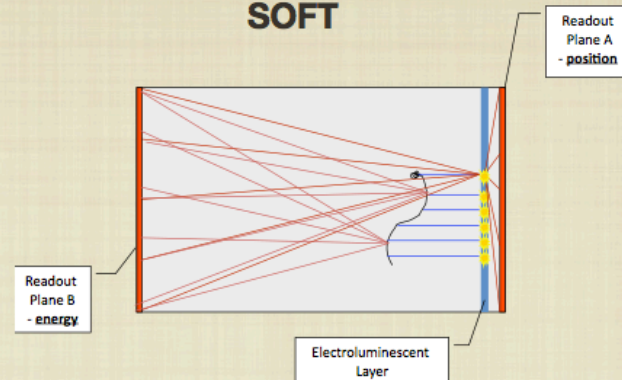 SOFT
Readout
Plane A
- position
Readout
Plane B
- energy
Electroluminescent
Layer